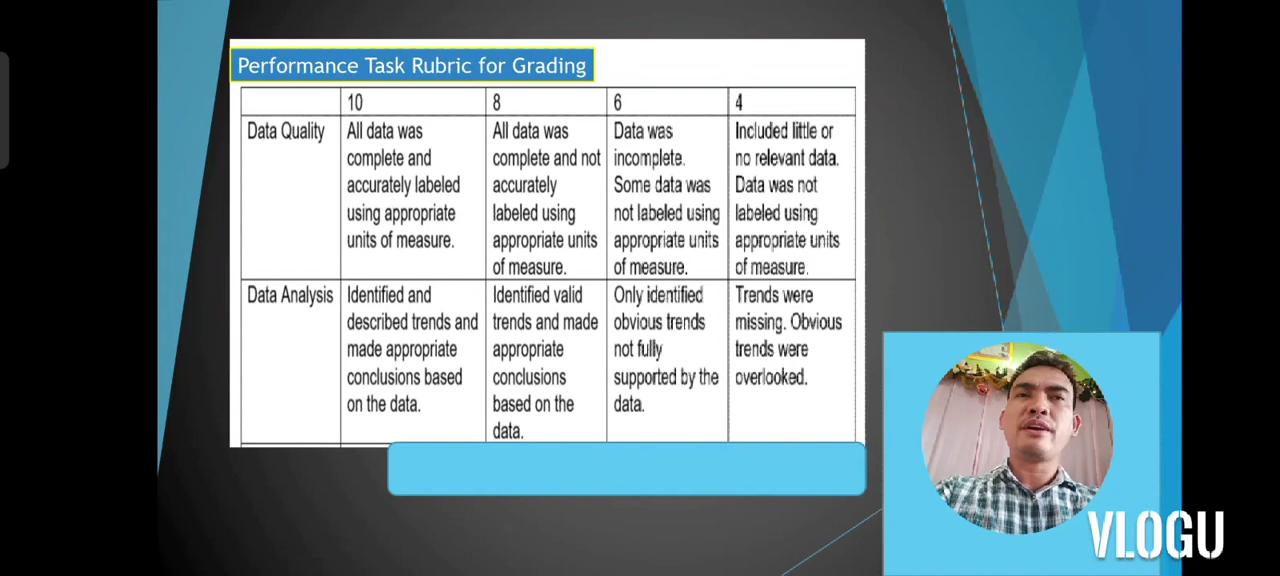 Performance Task Rubric for Grading
10
8
6
4
Data Quality
All data was
complete and
accurately labeled
using appropriate
units of measure.
All data was
complete and not
accurately
labeled using
appropriate units
of measure.
Data was
incomplete.
Some data was
not labeled using
appropriate units
of measure.
Included little or
no relevant data.
Data was not
labeled using
appropriate units
of measure.
Data Analysis
Identified and
described trends and
made appropriate
conclusions based
on the data.
Identified valid
trends and made
appropriate
conclusions
based on the
data.
Only identified
obvious trends
not fully
supported by the
data.
Trends were
missing. Obvious
trends were
overlooked.
VLOGU